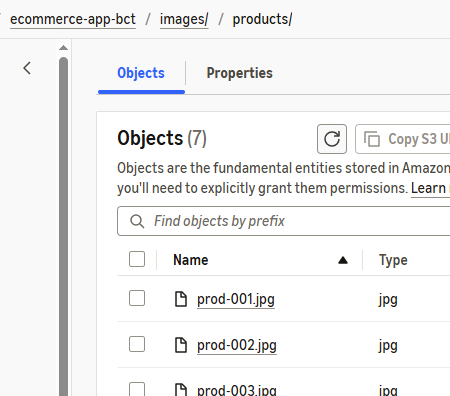 / ecommerce-app-bct / images/ / products/
Objects Properties
Objects (7) Copy S3 U
Objects are the fundamental entities stored in Amazon
you'll need to explicitly grant them permissions. Learn
Find objects by prefix
Name Type
prod-001.jpg jpg
prod-002.jpg jpg
prod-003.jpg jpg